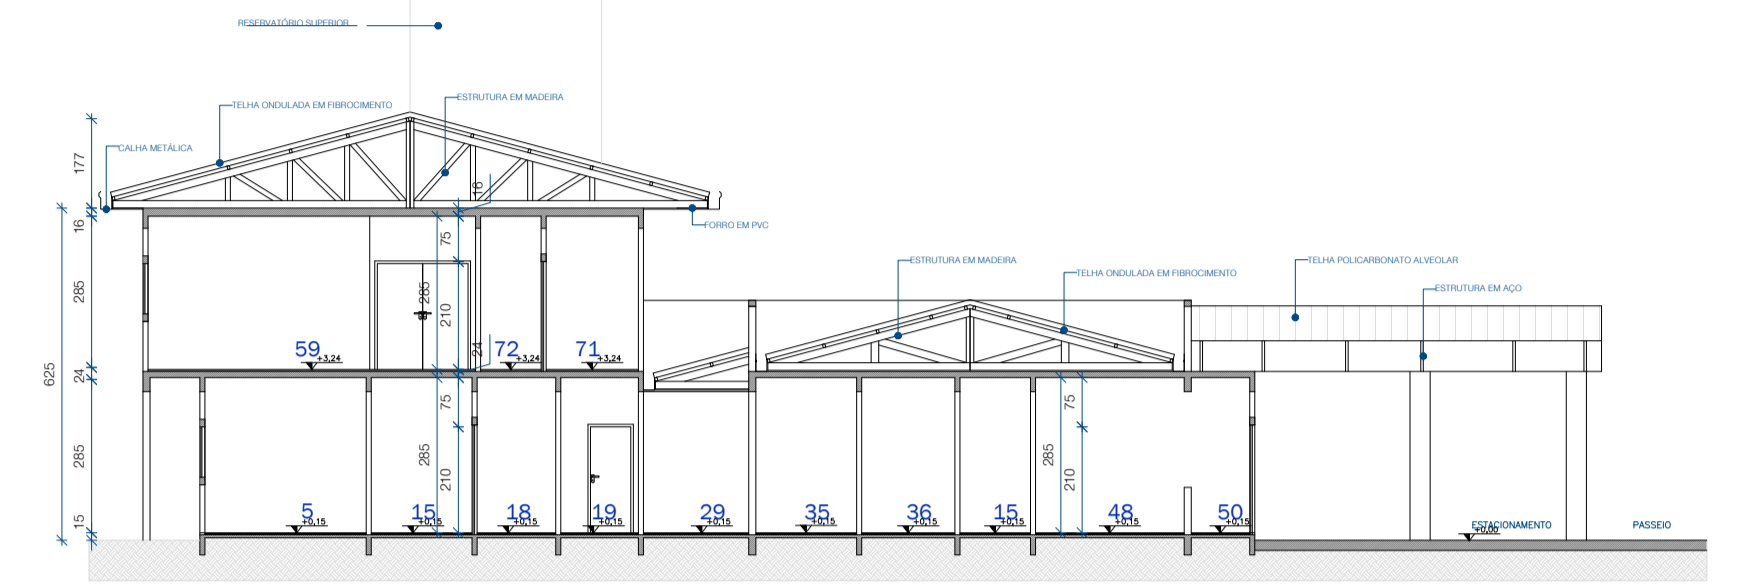 RESERVATÓRIO SUPERIOR
ESTRUTURA EM MADEIRA
TELHA ONDULADA EM FIBROCIMENTO
CALHA METÁLICA
177
16
16
FORRO EM PVC
75
ESTRUTURA EM MADEIRA
TELHA ONDULADA EM FIBROCIMENTO
TELHA POLICARBONATO ALVEOLAR
ESTRUTURA EM AÇO
285
285
210
59 +3,24
24
72 +3,24
71 +3,24
625
24
75
75
285
285
210
285
210
15
5 +0,15
15 +0,15
18 +0,15
19 +0,15
29 +0,15
35 +0,15
36 +0,15
15 +0,15
48 +0,15
50 +0,15
ESTACIONAMENTO
+0,00
PASSEIO